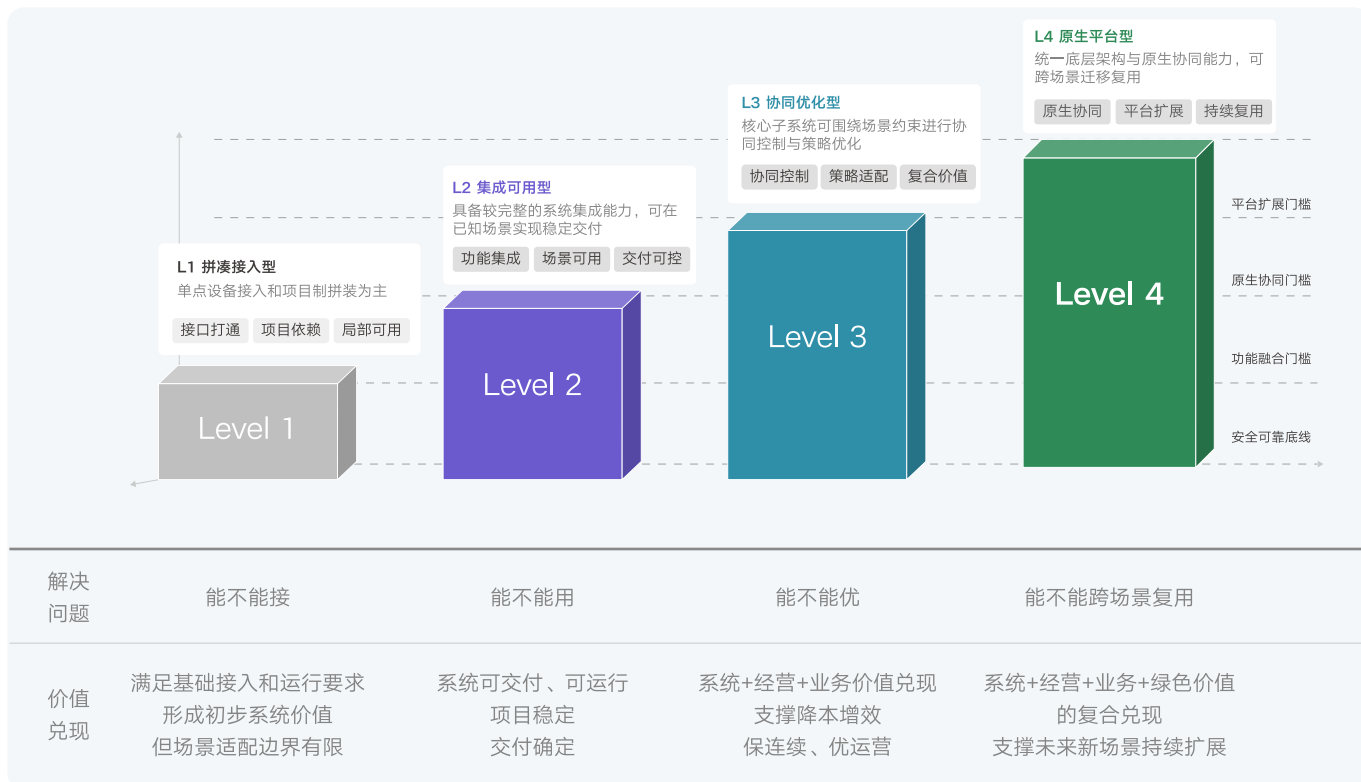 L4 原生平台型
统一底层架构与原生协同能力，可
跨场景迁移复用
原生协同 平台扩展 持续复用
L3 协同优化型
核心子系统可围绕场景约束进行协
同控制与策略优化
协同控制 策略适配 复合价值
L2 集成可用型
具备较完整的系统集成能力，可在
已知场景实现稳定交付
功能集成 场景可用 交付可控
L1 拼凑接入型
单点设备接入和项目制拼装为主
接口打通 项目依赖 局部可用
平台扩展门槛
原生协同门槛
功能融合门槛
安全可靠底线
Level 1
Level 2
Level 3
Level 4
解决
问题
能不能接
能不能用
能不能优
能不能跨场景复用
价值
兑现
满足基础接入和运行要求
形成初步系统价值
但场景适配边界有限
系统可交付、可运行
项目稳定
交付确定
系统+经营+业务价值兑现
支撑降本增效
保连续、优运营
系统+经营+业务+绿色价值
的复合兑现
支撑未来新场景持续扩展